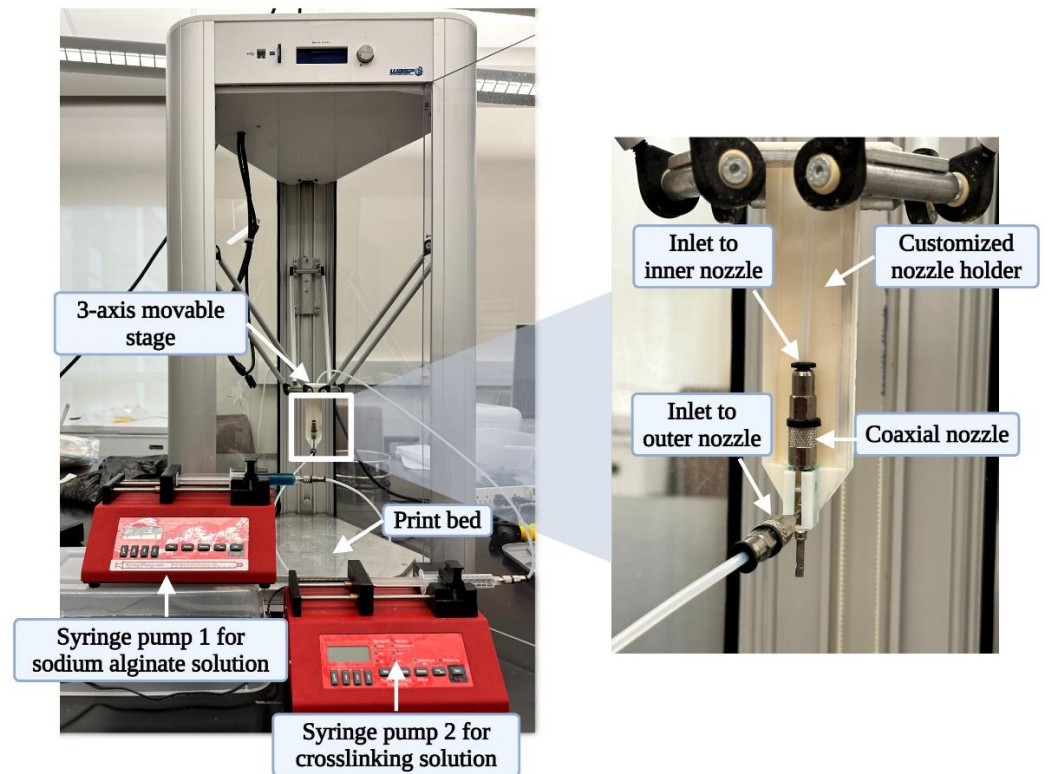 WASP
3-axis movable
stage
Print bed
Syringe pump 1 for
sodium alginate solution
Syringe pump 2 for
crosslinking solution
Inlet to
inner nozzle
Customized
nozzle holder
Inlet to
outer nozzle
Coaxial nozzle